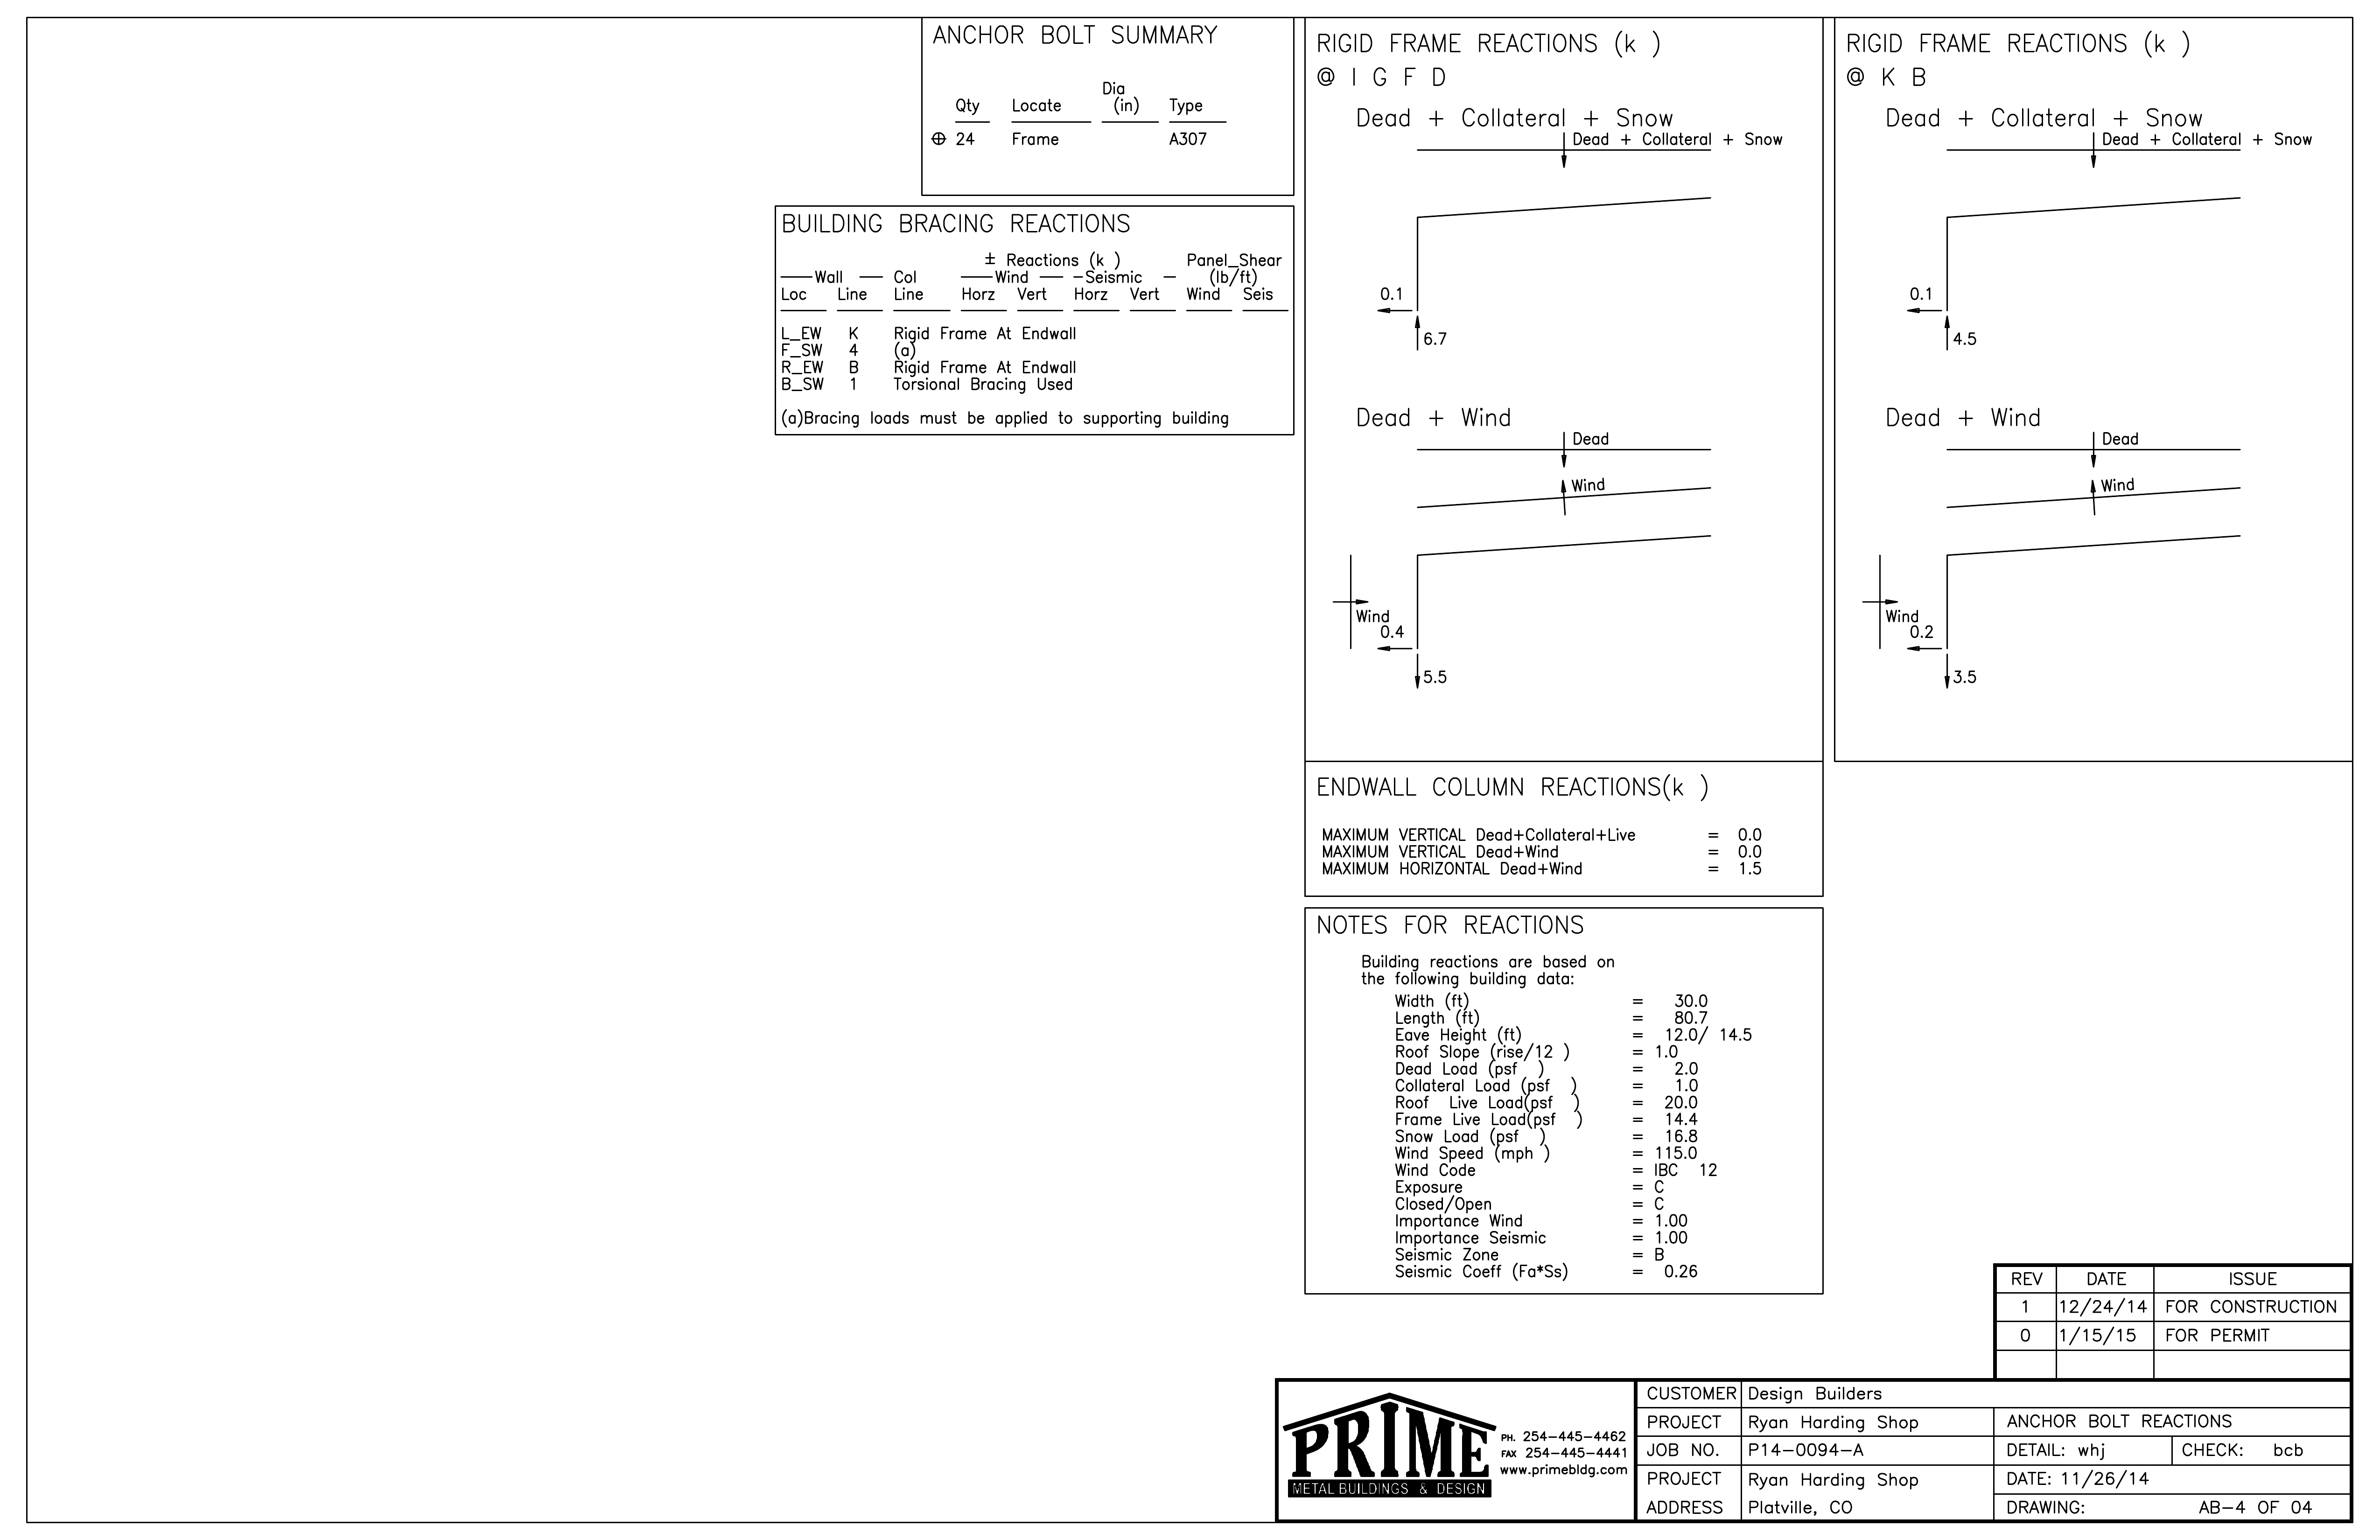 ANCHOR BOLT SUMMARY
Dia
Qty Locate (in) Type
24 Frame A307
BUILDING BRACING REACTIONS
± Reactions (k ) Panel_Shear
Wall Col Wind Seismic (lb/ft)
Loc Line Line Horz Vert Horz Vert Wind Seis
L_EW K Rigid Frame At Endwall
F_SW 4 (a)
R_EW B Rigid Frame At Endwall
B_SW 1 Torsional Bracing Used
(a)Bracing loads must be applied to supporting building
RIGID FRAME REACTIONS (k )
@ I G F D
Dead + Collateral + Snow
Dead + Collateral + Snow
0.1
6.7
Dead + Wind
Dead
Wind
Wind
0.4
5.5
RIGID FRAME REACTIONS (k )
@ K B
Dead + Collateral + Snow
Dead + Collateral + Snow
0.1
4.5
Dead + Wind
Dead
Wind
Wind
0.2
3.5
ENDWALL COLUMN REACTIONS(k )
MAXIMUM VERTICAL Dead+Collateral+Live = 0.0
MAXIMUM VERTICAL Dead+Wind = 0.0
MAXIMUM HORIZONTAL Dead+Wind = 1.5
NOTES FOR REACTIONS
Building reactions are based on
the following building data:
Width (ft) = 30.0
Length (ft) = 80.7
Eave Height (ft) = 12.0/ 14.5
Roof Slope (rise/12 ) = 1.0
Dead Load (psf ) = 2.0
Collateral Load (psf ) = 1.0
Roof Live Load(psf ) = 20.0
Frame Live Load(psf ) = 14.4
Snow Load (psf ) = 16.8
Wind Speed (mph ) = 115.0
Wind Code = IBC 12
Exposure = C
Closed/Open = C
Importance Wind = 1.00
Importance Seismic = 1.00
Seismic Zone = B
Seismic Coeff (Fa*Ss) = 0.26
REV DATE ISSUE
1 12/24/14 FOR CONSTRUCTION
0 1/15/15 FOR PERMIT
PRIME
METAL BUILDINGS & DESIGN
PH. 254-445-4462
FAX 254-445-4441
www.primebldg.com
CUSTOMER Design Builders
PROJECT Ryan Harding Shop ANCHOR BOLT REACTIONS
JOB NO. P14-0094-A DETAIL: whj CHECK: bcb
PROJECT Ryan Harding Shop DATE: 11/26/14
ADDRESS Platville, CO DRAWING: AB-4 OF 04